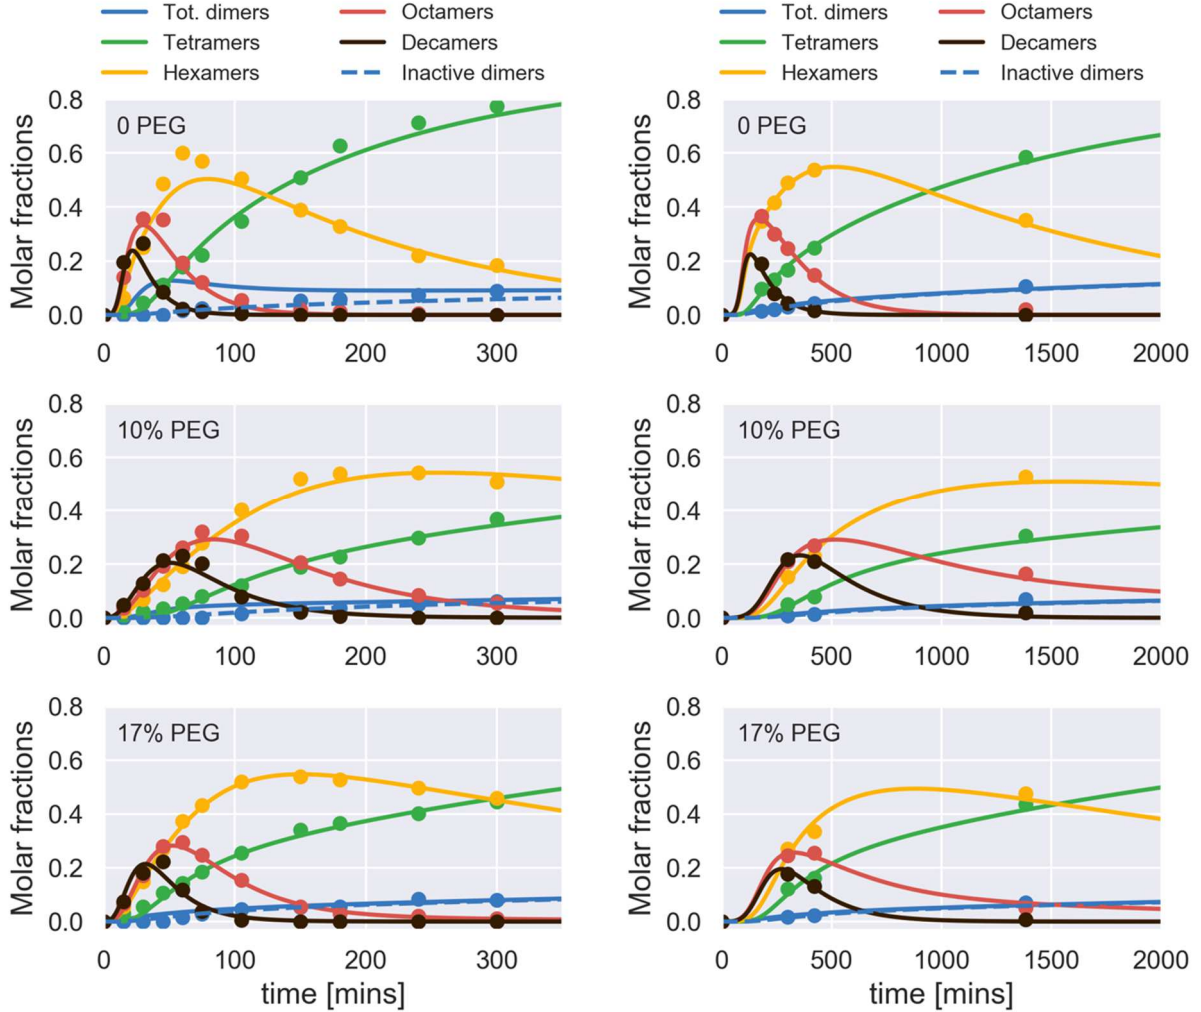 Tot. dimers Octamers
Tetramers Decamers
Hexamers Inactive dimers
Tot. dimers Octamers
Tetramers Decamers
Hexamers Inactive dimers
Molar fractions
0.8
0.6
0.4
0.2
0.0
0 PEG
0 100 200 300
Molar fractions
0.8
0.6
0.4
0.2
0.0
0 PEG
0 500 1000 1500 2000
Molar fractions
0.8
0.6
0.4
0.2
0.0
10% PEG
0 100 200 300
Molar fractions
0.8
0.6
0.4
0.2
0.0
10% PEG
0 500 1000 1500 2000
Molar fractions
0.8
0.6
0.4
0.2
0.0
17% PEG
0 100 200 300
time [mins]
Molar fractions
0.8
0.6
0.4
0.2
0.0
17% PEG
0 500 1000 1500 2000
time [mins]